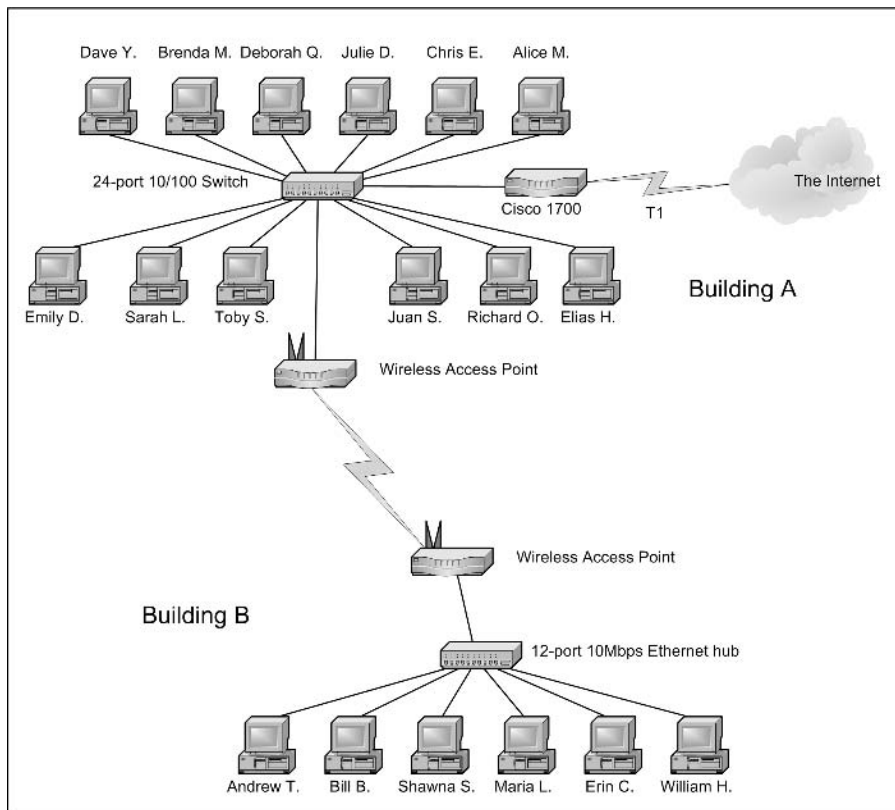 Dave Y.
Brenda M.
Deborah Q.
Julie D.
Chris E.
Alice M.
24-port 10/100 Switch
Cisco 1700
T1
The Internet
Emily D.
Sarah L.
Toby S.
Juan S.
Richard O.
Elias H.
Building A
Wireless Access Point
Wireless Access Point
Building B
12-port 10Mbps Ethernet hub
Andrew T.
Bill B.
Shawna S.
Maria L.
Erin C.
William H.